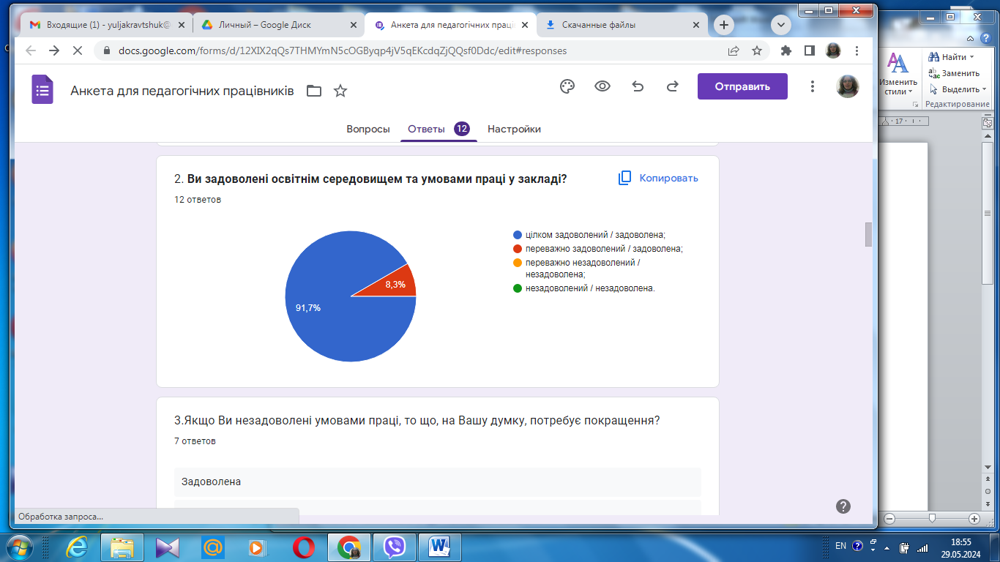 Входящие (1) - yuljakravtshuk@
Личный – Google Диск
Анкета для педагогічних праці
Скачанные файлы
docs.google.com/forms/d/12XIX2qQs7THMYmN5cOGByqp4jV5qEKcdqZjQQsf0Ddc/edit#responses
Найти
Заменить
Выделить
Изменить
стили
Редактирование
17
Анкета для педагогічних працівників
Отправить
Вопросы
Ответы 12
Настройки
2. Ви задоволені освітнім середовищем та умовами праці у закладі?
Копировать
12 ответов
цілком задоволений / задоволена;
переважно задоволений / задоволена;
переважно незадоволений /
незадоволена;
незадоволений / незадоволена.
8,3%
91,7%
3.Якщо Ви незадоволені умовами праці, то що, на Вашу думку, потребує покращення?
7 ответов
Задоволена
Обработка запроса...
EN
18:55
29.05.2024